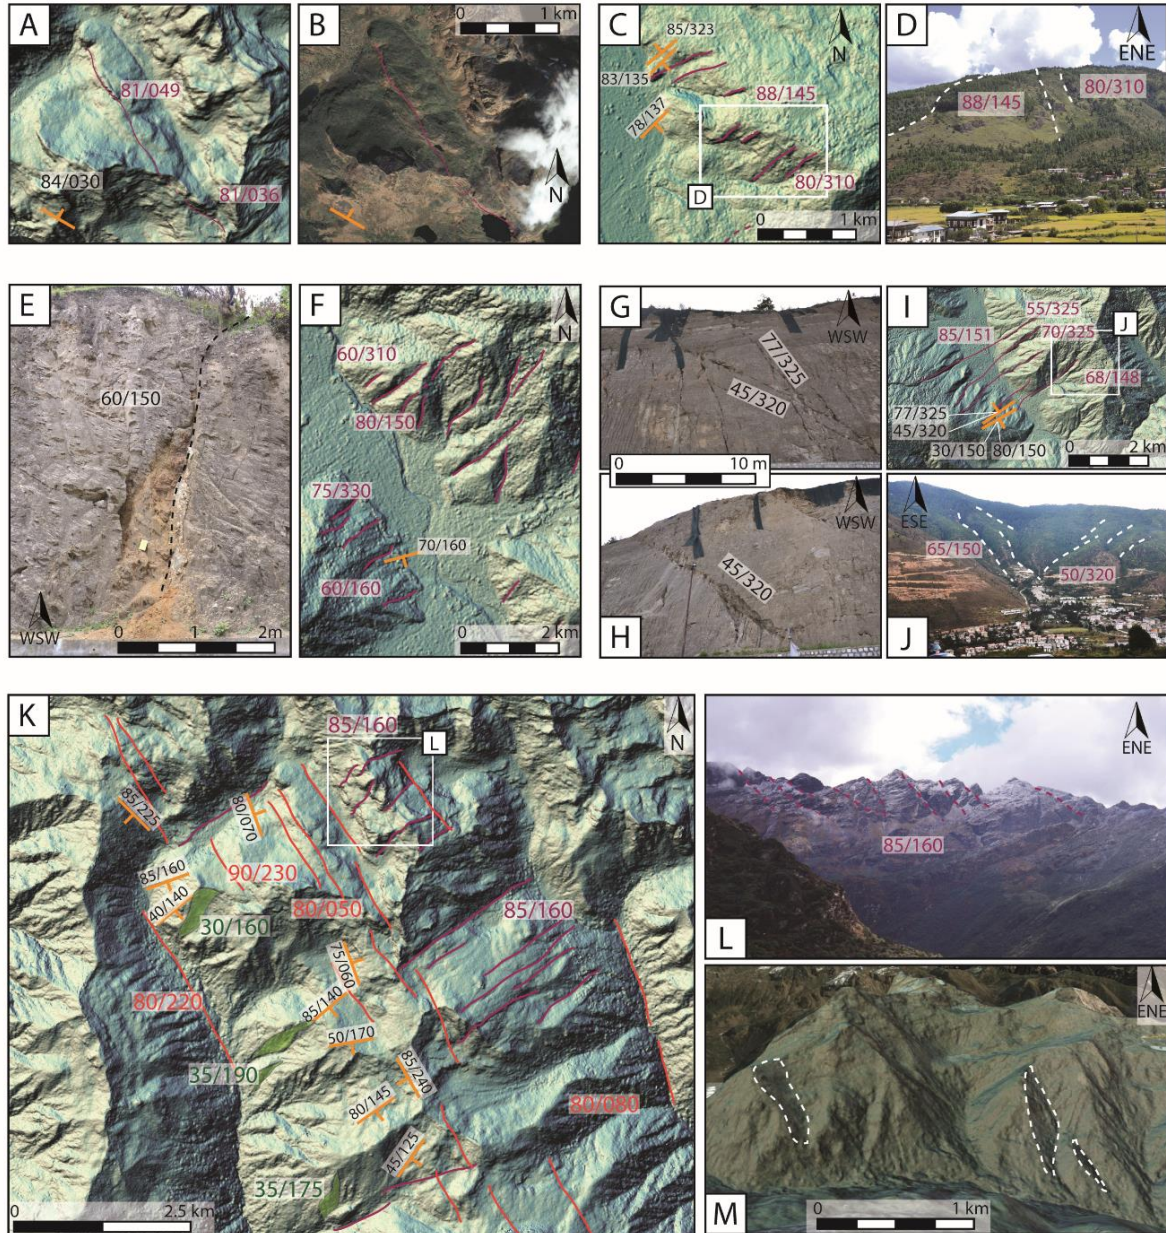 A
81/049
84/030
81/036
B
0 1 km
N
C
85/323
N
83/135
78/137
88/145
80/310
D
0 1 km
D
ENE
88/145
80/310
E
60/150
WSW
0 1 2m
F
N
60/310
80/150
75/330
70/160
60/160
0 2 km
G
WSW
77/325
45/320
0 10 m
WSW
45/320
H
I
N
55/325
85/151
70/325
J
68/148
77/325
45/320
30/150
80/150
0 2 km
ESE
65/150
50/320
J
K
N
85/160
L
85/225
80/070
85/160
90/230
40/140
80/050
30/160
85/160
75/060
80/220
85/140
50/170
35/190
85/240
80/145
80/080
45/125
35/175
0 2.5 km
ENE
85/160
L
ENE
M
0 1 km